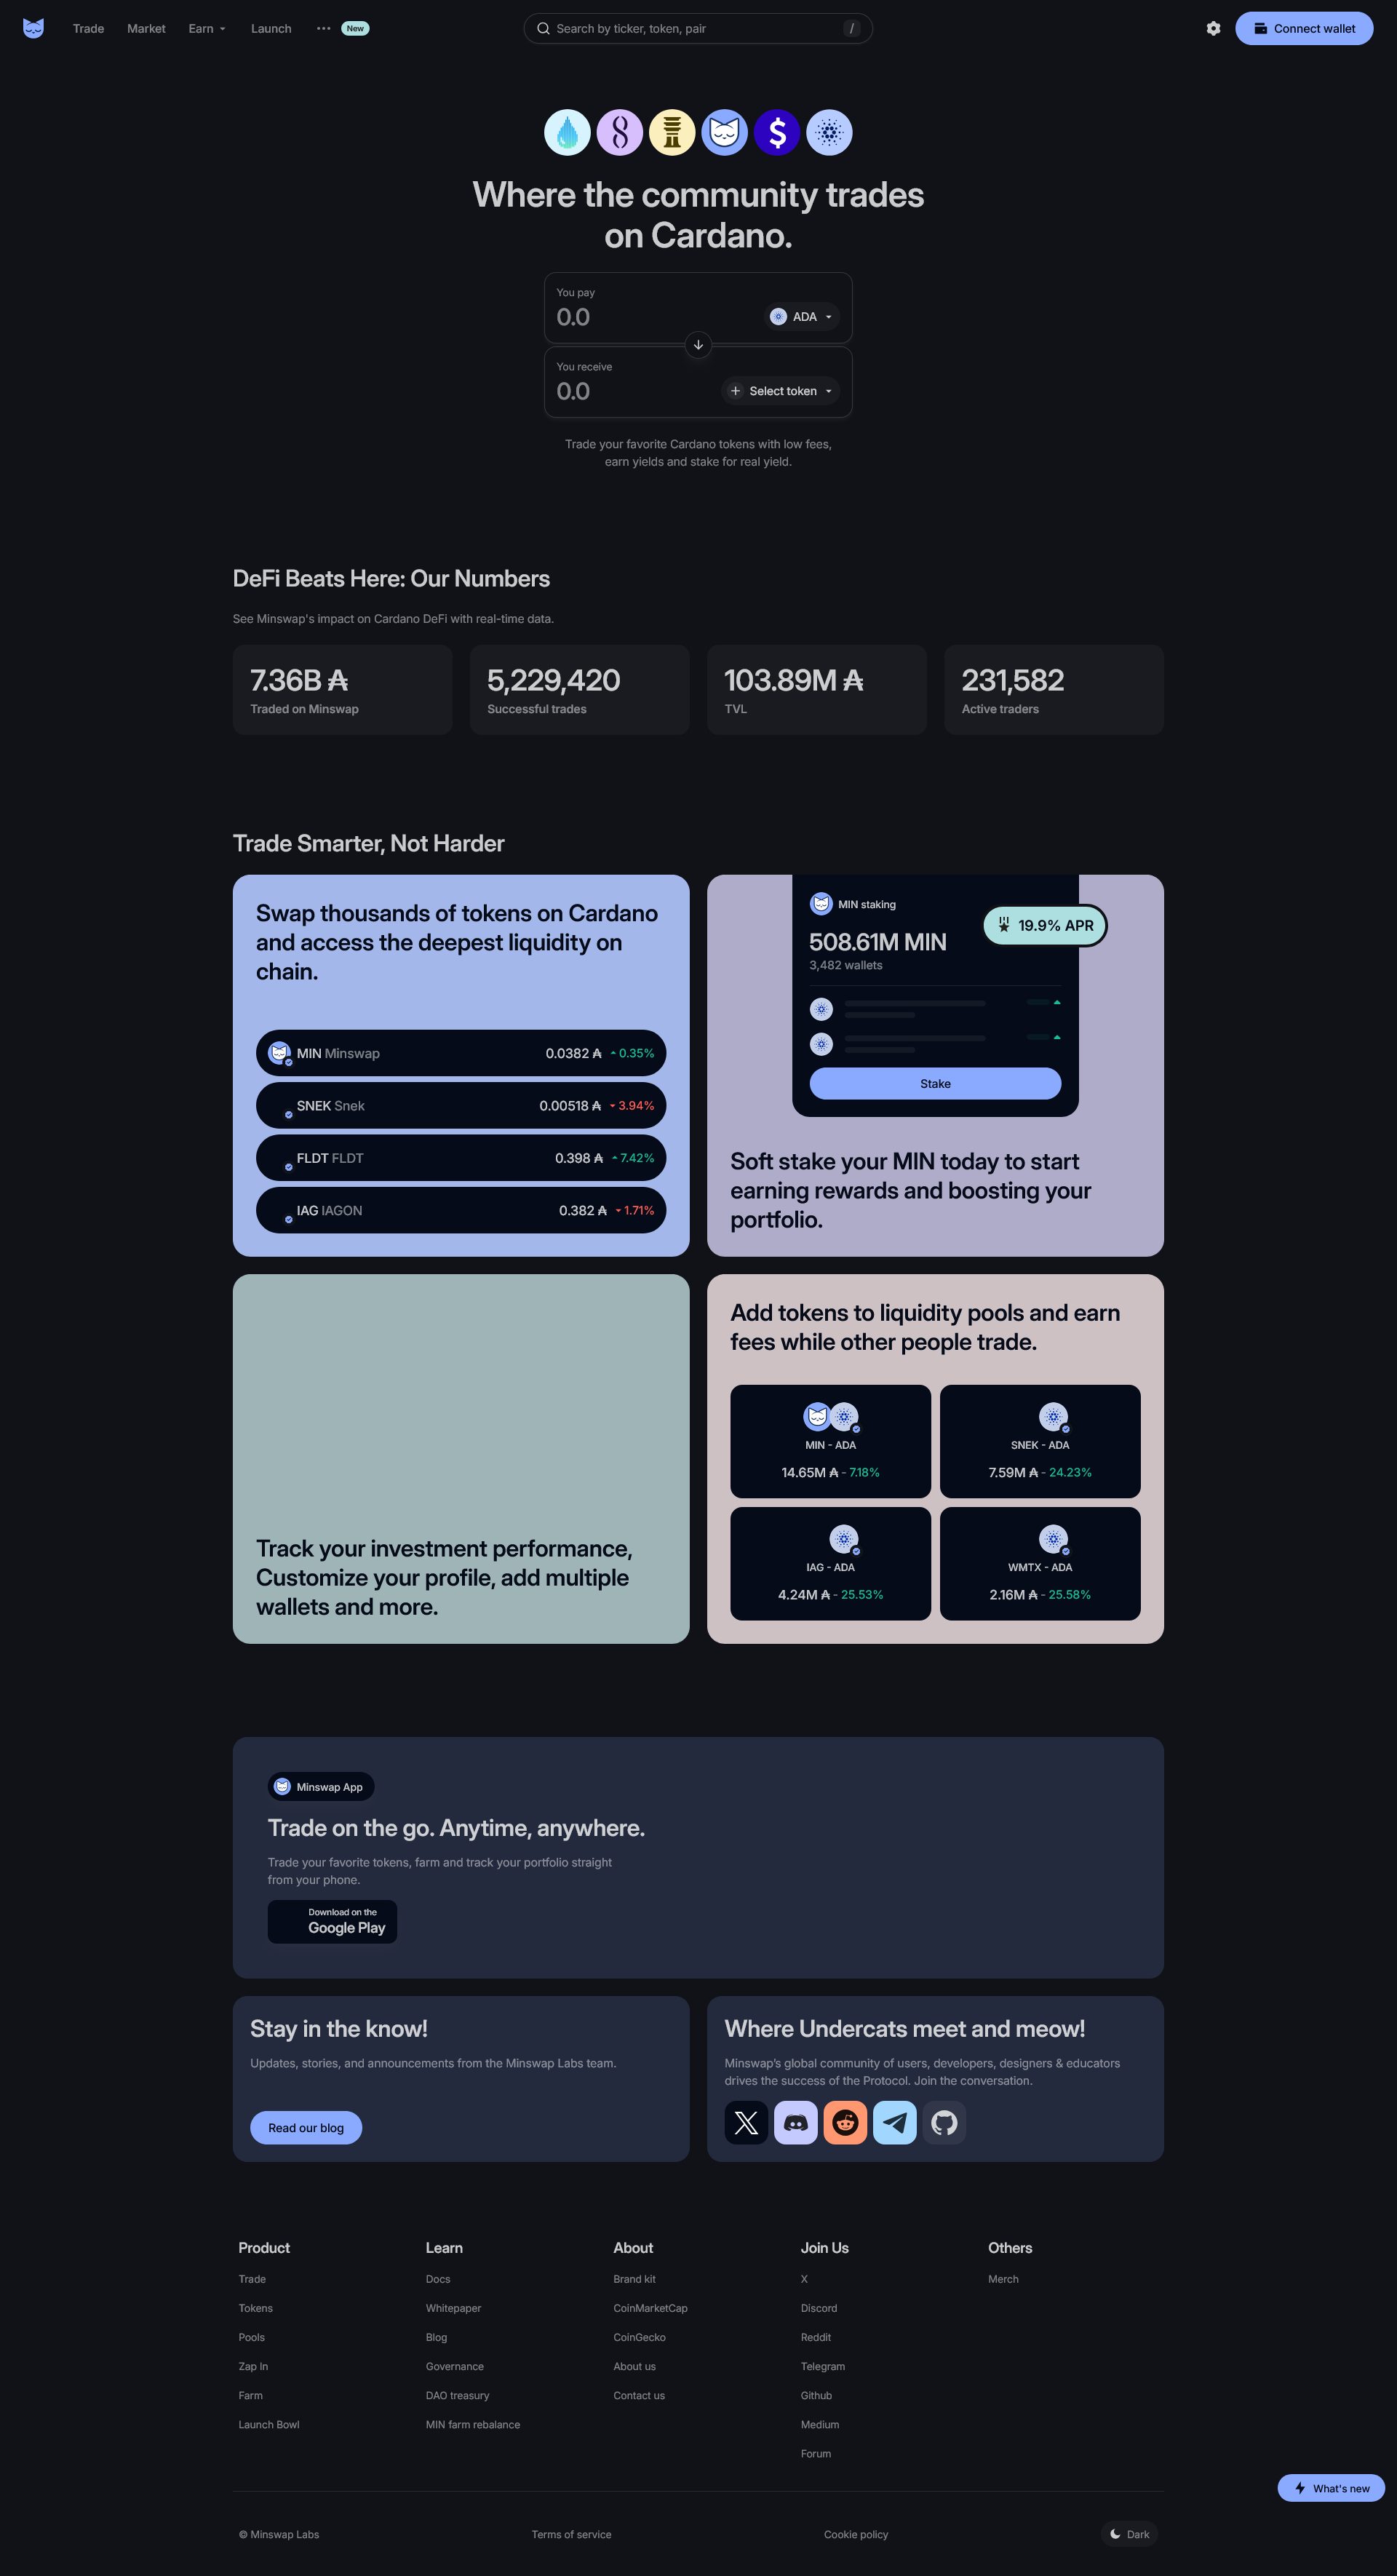 Trade Market Earn Launch New
Search by ticker, token, pair /
Connect wallet
Where the community trades
on Cardano.
You pay
0.0 ADA
You receive
0.0 Select token
Trade your favorite Cardano tokens with low fees,
earn yields and stake for real yield.
DeFi Beats Here: Our Numbers
See Minswap's impact on Cardano DeFi with real-time data.
7.36B ₳
Traded on Minswap
5,229,420
Successful trades
103.89M ₳
TVL
231,582
Active traders
Trade Smarter, Not Harder
Swap thousands of tokens on Cardano
and access the deepest liquidity on
chain.
MIN Minswap 0.0382 ₳ 0.35%
SNEK Snek 0.00518 ₳ 3.94%
FLDT FLDT 0.398 ₳ 7.42%
IAG IAGON 0.382 ₳ 1.71%
MIN staking
19.9% APR
508.61M MIN
3,482 wallets
Stake
Soft stake your MIN today to start
earning rewards and boosting your
portfolio.
Track your investment performance,
Customize your profile, add multiple
wallets and more.
Add tokens to liquidity pools and earn
fees while other people trade.
MIN - ADA
14.65M ₳ - 7.18%
SNEK - ADA
7.59M ₳ - 24.23%
IAG - ADA
4.24M ₳ - 25.53%
WMTX - ADA
2.16M ₳ - 25.58%
Minswap App
Trade on the go. Anytime, anywhere.
Trade your favorite tokens, farm and track your portfolio straight
from your phone.
Download on the
Google Play
Stay in the know!
Updates, stories, and announcements from the Minswap Labs team.
Read our blog
Where Undercats meet and meow!
Minswap’s global community of users, developers, designers & educators
drives the success of the Protocol. Join the conversation.
Product
Trade
Tokens
Pools
Zap In
Farm
Launch Bowl
Learn
Docs
Whitepaper
Blog
Governance
DAO treasury
MIN farm rebalance
About
Brand kit
CoinMarketCap
CoinGecko
About us
Contact us
Join Us
X
Discord
Reddit
Telegram
Github
Medium
Forum
Others
Merch
What's new
© Minswap Labs
Terms of service
Cookie policy
Dark